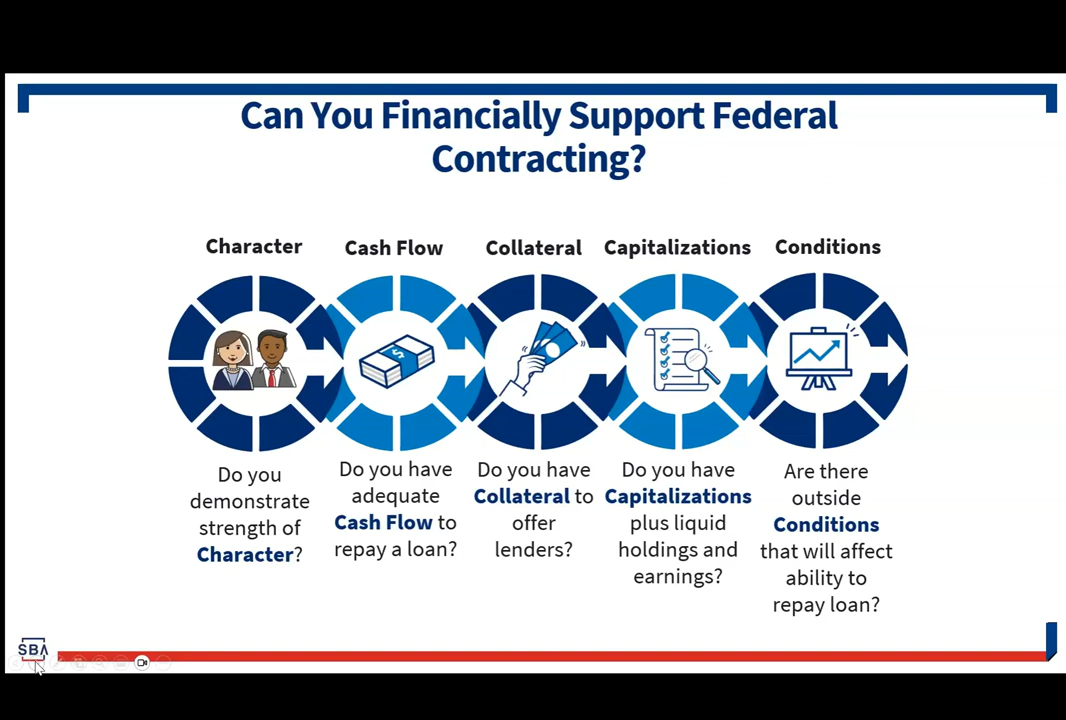 Can You Financially Support Federal
Contracting?
Character
Cash Flow
Collateral
Capitalizations
Conditions
$
Do you
demonstrate
strength of
Character?
Do you have
adequate
Cash Flow to
repay a loan?
Do you have
Collateral to
offer
lenders?
Do you have
Capitalizations
plus liquid
holdings and
earnings?
Are there
outside
Conditions
that will affect
ability to
repay loan?
SBA